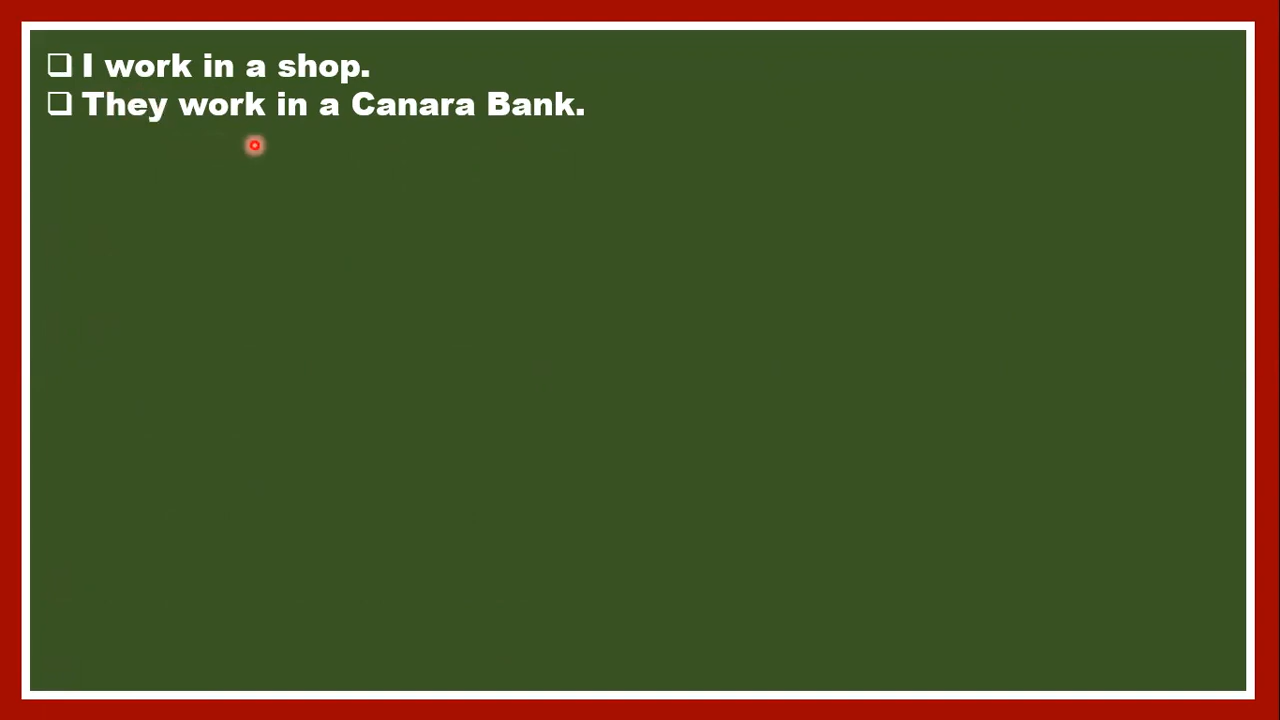 ❑ I work in a shop.
❑ They work in a Canara Bank.